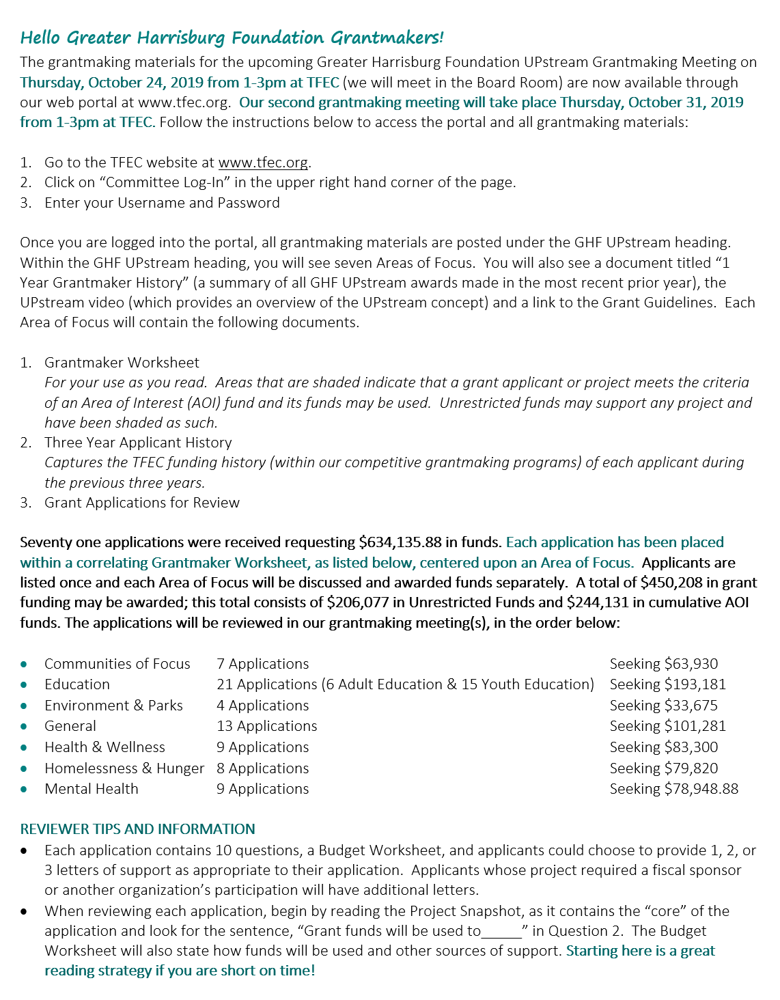 Hello Greater Harrisburg Foundation Grantmakers!
The grantmaking materials for the upcoming Greater Harrisburg Foundation UPstream Grantmaking Meeting on
Thursday, October 24, 2019 from 1-3pm at TFEC (we will meet in the Board Room) are now available through
our web portal at www.tfec.org.  Our second grantmaking meeting will take place Thursday, October 31, 2019
from 1-3pm at TFEC. Follow the instructions below to access the portal and all grantmaking materials:
1. Go to the TFEC website at www.tfec.org.
2. Click on “Committee Log-In” in the upper right hand corner of the page.
3. Enter your Username and Password
Once you are logged into the portal, all grantmaking materials are posted under the GHF UPstream heading.
Within the GHF UPstream heading, you will see seven Areas of Focus.  You will also see a document titled “1
Year Grantmaker History” (a summary of all GHF UPstream awards made in the most recent prior year), the
UPstream video (which provides an overview of the UPstream concept) and a link to the Grant Guidelines.  Each
Area of Focus will contain the following documents.
1. Grantmaker Worksheet
For your use as you read.  Areas that are shaded indicate that a grant applicant or project meets the criteria
of an Area of Interest (AOI) fund and its funds may be used.  Unrestricted funds may support any project and
have been shaded as such.
2. Three Year Applicant History
Captures the TFEC funding history (within our competitive grantmaking programs) of each applicant during
the previous three years.
3. Grant Applications for Review
Seventy one applications were received requesting $634,135.88 in funds. Each application has been placed
within a correlating Grantmaker Worksheet, as listed below, centered upon an Area of Focus.  Applicants are
listed once and each Area of Focus will be discussed and awarded funds separately.  A total of $450,208 in grant
funding may be awarded; this total consists of $206,077 in Unrestricted Funds and $244,131 in cumulative AOI
funds. The applications will be reviewed in our grantmaking meeting(s), in the order below:
• Communities of Focus 7 Applications Seeking $63,930
• Education 21 Applications (6 Adult Education & 15 Youth Education) Seeking $193,181
• Environment & Parks 4 Applications Seeking $33,675
• General 13 Applications Seeking $101,281
• Health & Wellness 9 Applications Seeking $83,300
• Homelessness & Hunger 8 Applications Seeking $79,820
• Mental Health 9 Applications Seeking $78,948.88
REVIEWER TIPS AND INFORMATION
• Each application contains 10 questions, a Budget Worksheet, and applicants could choose to provide 1, 2, or
3 letters of support as appropriate to their application.  Applicants whose project required a fiscal sponsor
or another organization’s participation will have additional letters.
• When reviewing each application, begin by reading the Project Snapshot, as it contains the “core” of the
application and look for the sentence, “Grant funds will be used to_____” in Question 2.  The Budget
Worksheet will also state how funds will be used and other sources of support. Starting here is a great
reading strategy if you are short on time!